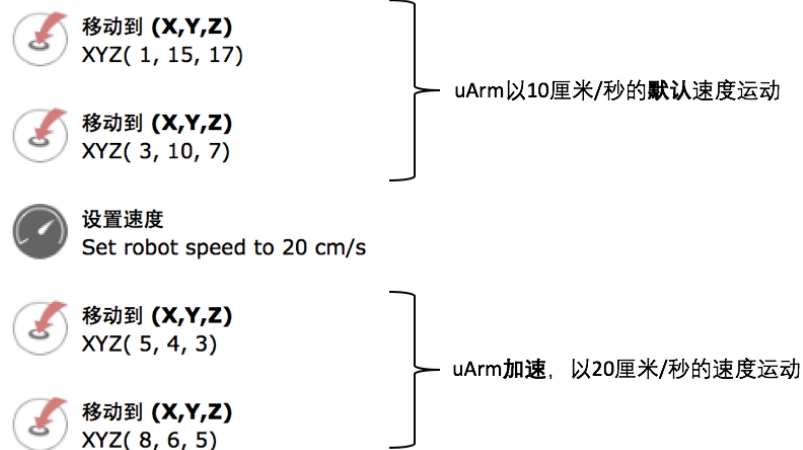 移动到 (X,Y,Z)
XYZ( 1, 15, 17)
uArm以10厘米/秒的默认速度运动
移动到 (X,Y,Z)
XYZ( 3, 10, 7)
设置速度
Set robot speed to 20 cm/s
移动到 (X,Y,Z)
XYZ( 5, 4, 3)
uArm加速，以20厘米/秒的速度运动
移动到 (X,Y,Z)
XYZ( 8, 6, 5)